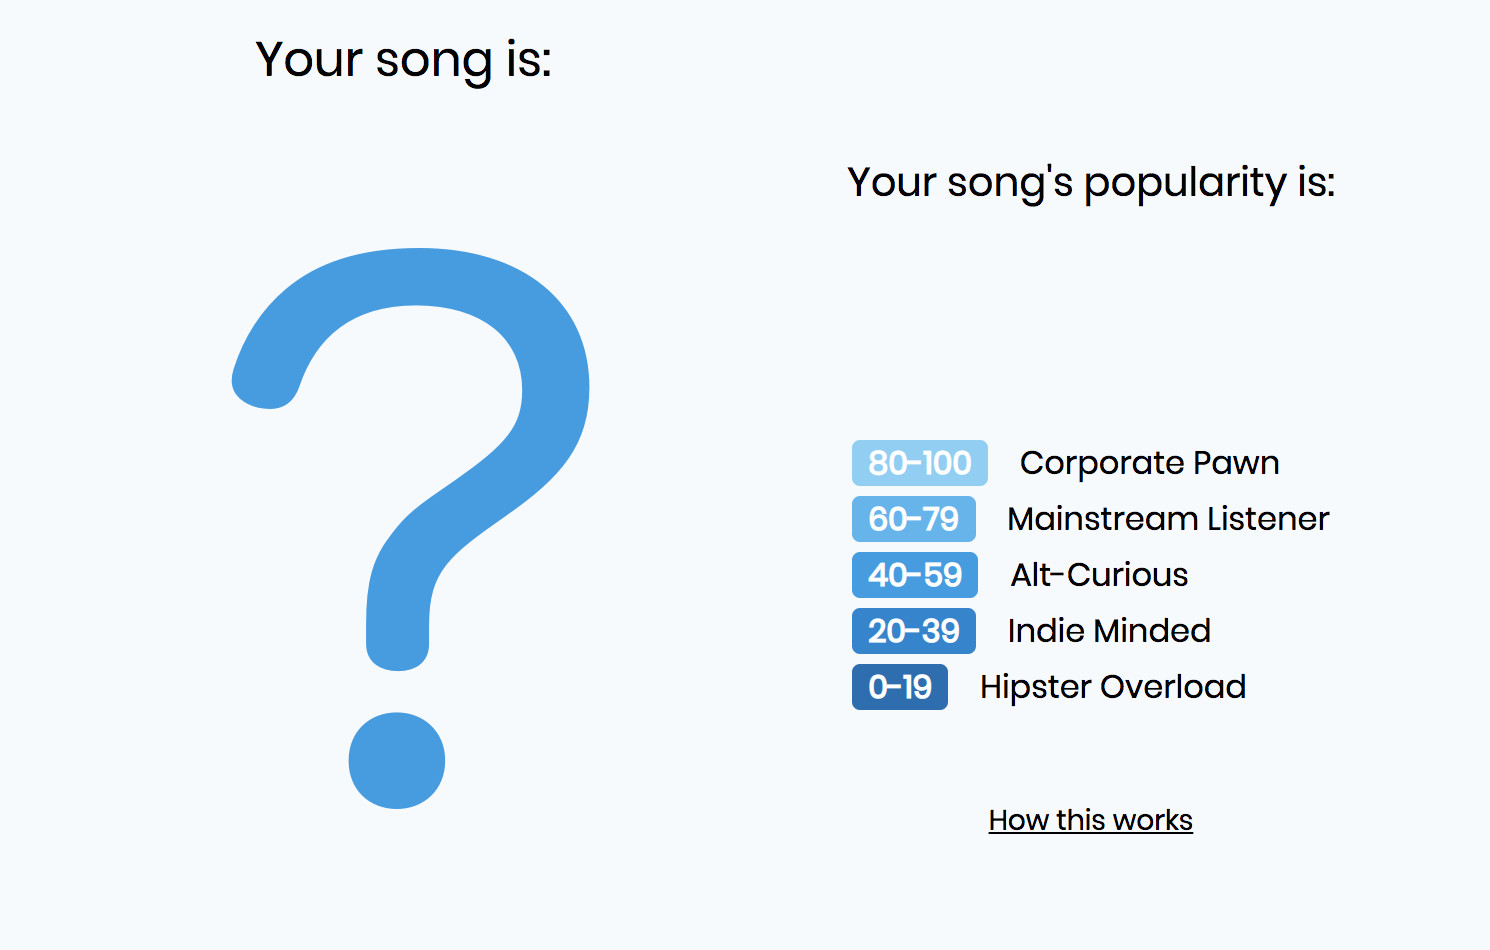 Your song is:
?
Your song's popularity is:
80-100 Corporate Pawn
60-79 Mainstream Listener
40-59 Alt-Curious
20-39 Indie Minded
0-19 Hipster Overload
How this works